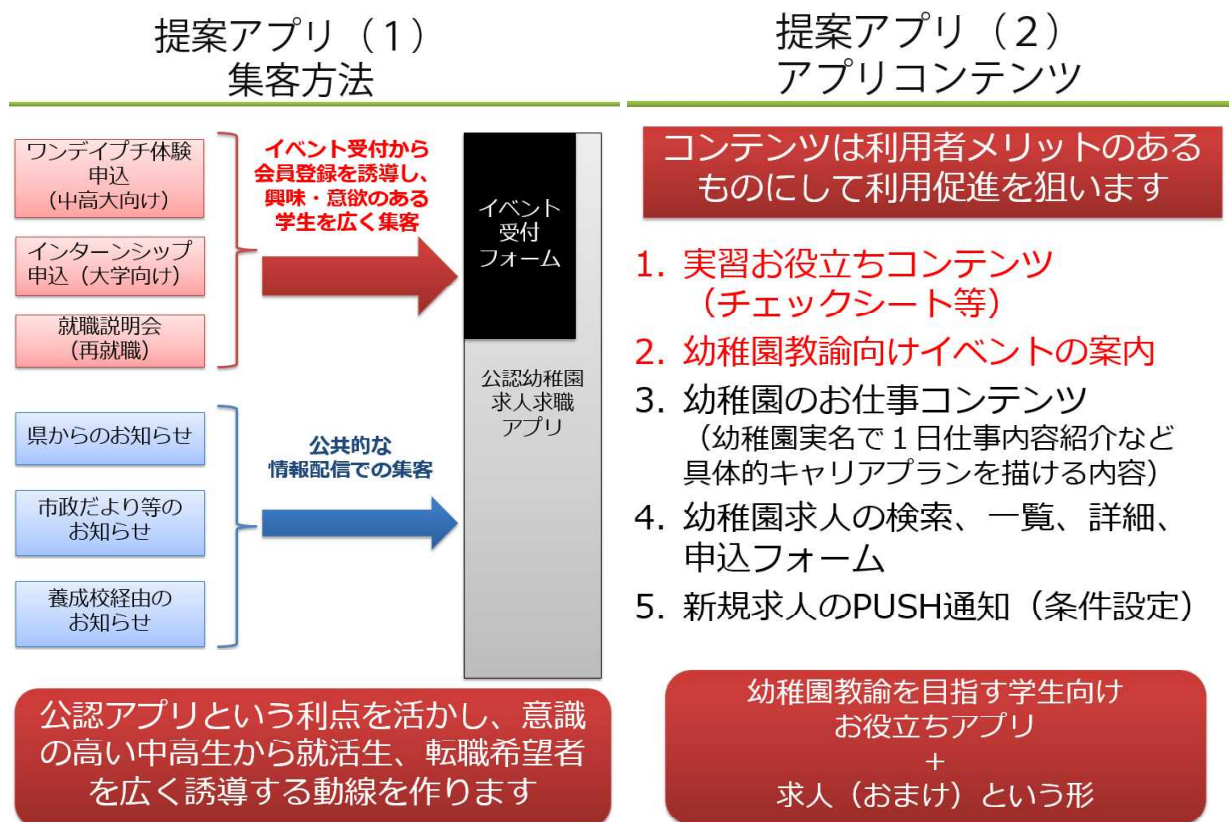 提案アプリ（１）
集客方法
ワンデイプチ体験
申込
（中高大向け）
インターンシップ
申込（大学向け）
就職説明会
（再就職）
イベント受付から
会員登録を誘導し、
興味・意欲のある
学生を広く集客
イベント
受付
フォーム
県からのお知らせ
市政だより等の
お知らせ
養成校経由の
お知らせ
公共的な
情報配信での集客
公認幼稚園
求人求職
アプリ
公認アプリという利点を活かし、意識
の高い中高生から就活生、転職希望者
を広く誘導する動線を作ります
提案アプリ（２）
アプリコンテンツ
コンテンツは利用者メリットのある
ものにして利用促進を狙います
1. 実習お役立ちコンテンツ
（チェックシート等）
2. 幼稚園教諭向けイベントの案内
3. 幼稚園のお仕事コンテンツ
（幼稚園実名で１日仕事内容紹介など
具体的キャリアプランを描ける内容）
4. 幼稚園求人の検索、一覧、詳細、
申込フォーム
5. 新規求人のPUSH通知（条件設定）
幼稚園教諭を目指す学生向け
お役立ちアプリ
+
求人（おまけ）という形